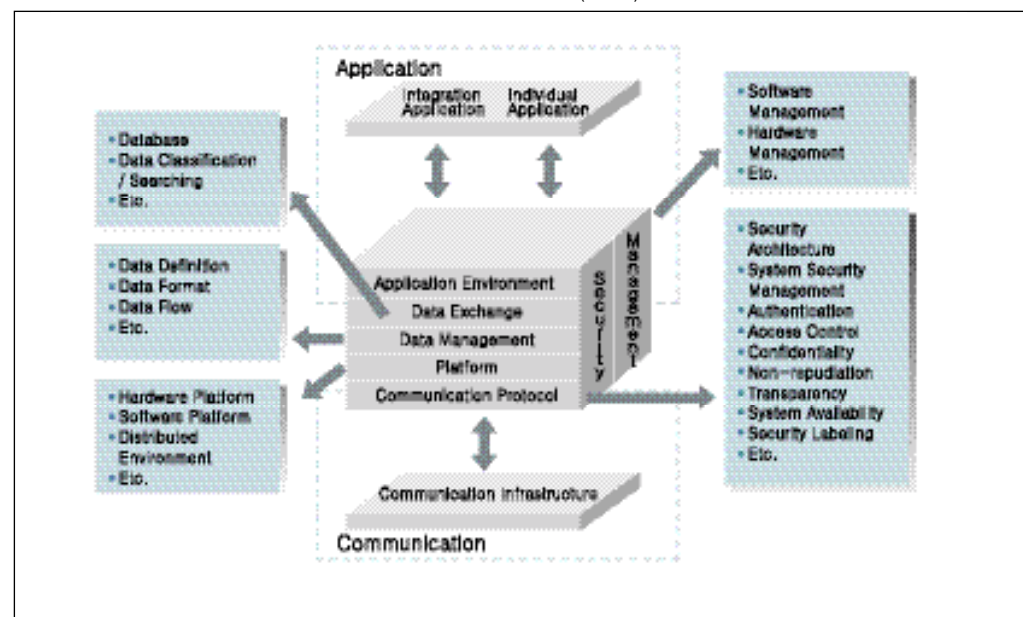 Application
Integration
Application
Individual
Application
• Database
• Data Classification
/ Searching
• Etc.
• Data Definition
• Data Format
• Data Flow
• Etc.
• Hardware Platform
• Software Platform
• Distributed
Environment
• Etc.
Application Environment
Data Exchange
Data Management
Platform
Communication Protocol
Security
Management
Communication Infrastructure
Communication
• Software
Management
• Hardware
Management
• Etc.
• Security
Architecture
• System Security
Management
• Authentication
• Access Control
• Confidentiality
• Non-repudiation
• Transparency
• System Availability
• Security Labeling
• Etc.